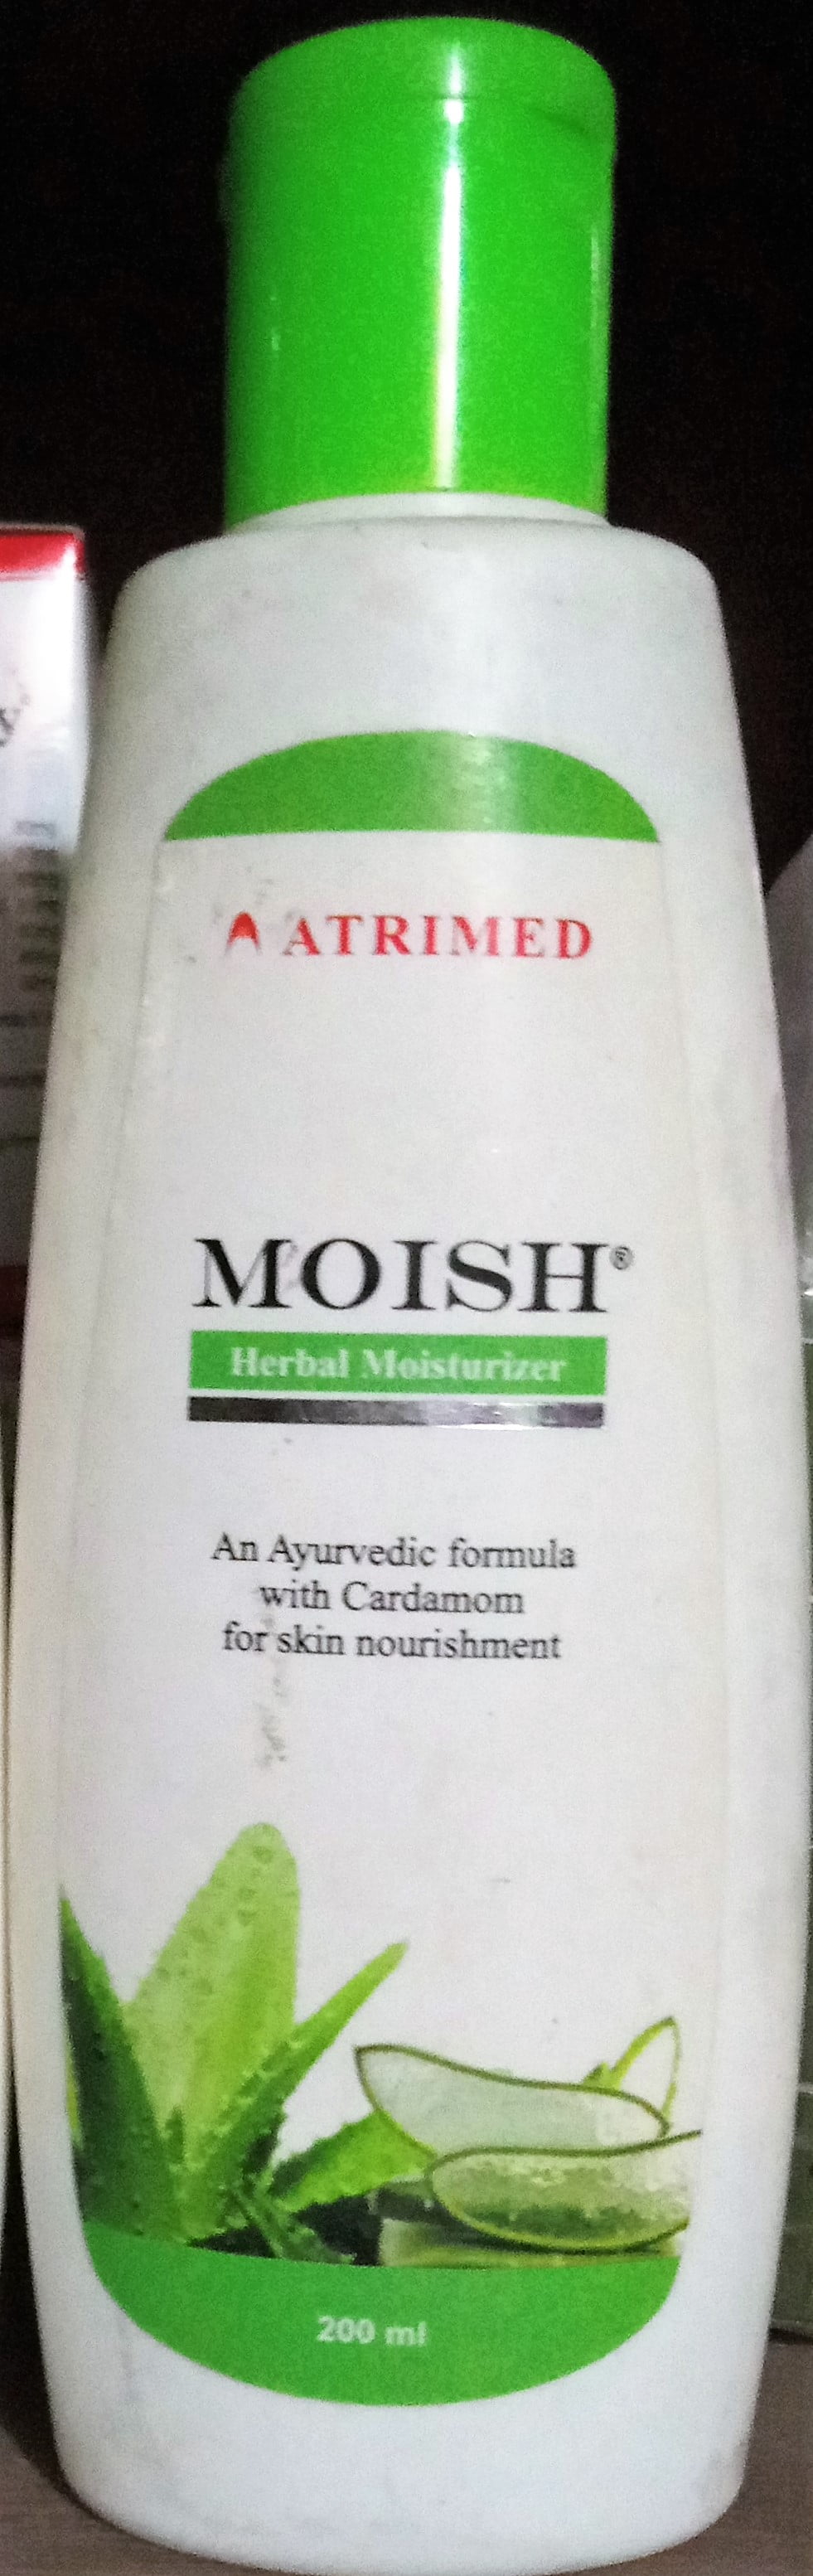 ATRIMED
MOISH®
Herbal Moisturizer
An Ayurvedic formula
with Cardamom
for skin nourishment
200 ml